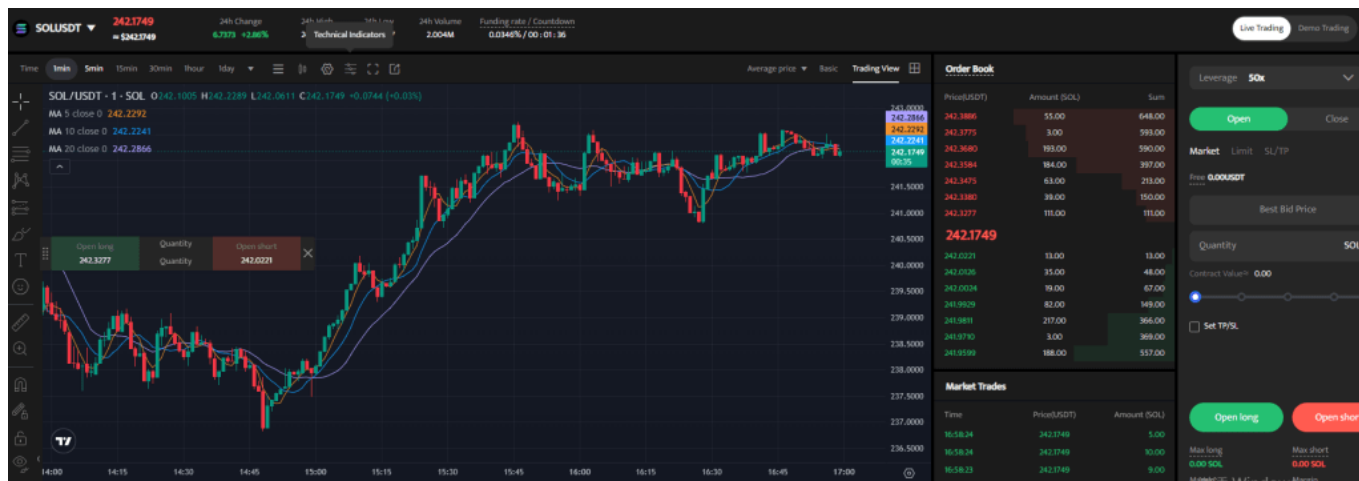 SOLUSDT
242.1749
≈ $242.1749
24h Change
6.7373 +2.86%
24h High
24h Low
24h Volume
2.004M
Funding rate / Countdown
0.0346% / 00 : 01 : 36
Live Trading
Demo Trading
Technical Indicators
Time 1min 5min 15min 30min 1hour 1day
Average price Basic Trading View
SOL/USDT · 1 · SOL O242.1005 H242.2289 L242.0611 C242.1749 +0.0744 (+0.03%)
MA 5 close 0 242.2292
MA 10 close 0 242.2241
MA 20 close 0 242.2866
Open long
242.3277
Quantity
Quantity
Open short
242.0221
243.0000
242.2866
242.2292
242.2241
242.1749
00:35
241.5000
241.0000
240.5000
240.0000
239.5000
239.0000
238.5000
238.0000
237.5000
237.0000
236.5000
14:00 14:15 14:30 14:45 15:00 15:15 15:30 15:45 16:00 16:15 16:30 16:45 17:00
Order Book
Price(USDT) Amount (SOL) Sum
242.3886 55.00 648.00
242.3775 3.00 593.00
242.3680 193.00 590.00
242.3584 184.00 397.00
242.3475 63.00 213.00
242.3380 39.00 150.00
242.3277 111.00 111.00
242.1749
242.0221 13.00 13.00
242.0126 35.00 48.00
242.0024 19.00 67.00
241.9929 82.00 149.00
241.9811 217.00 366.00
241.9710 3.00 369.00
241.9599 188.00 557.00
Market Trades
Time Price(USDT) Amount (SOL)
16:58:24 242.1749 5.00
16:58:24 242.1749 10.00
16:58:23 242.1749 9.00
Leverage 50x
Open
Close
Market Limit SL/TP
Free 0.00USDT
Best Bid Price
Quantity SOL
Contract Value≈ 0.00
Set TP/SL
Open long
Open shor
Max long
0.00 SOL
Max short
0.00 SOL
Margin